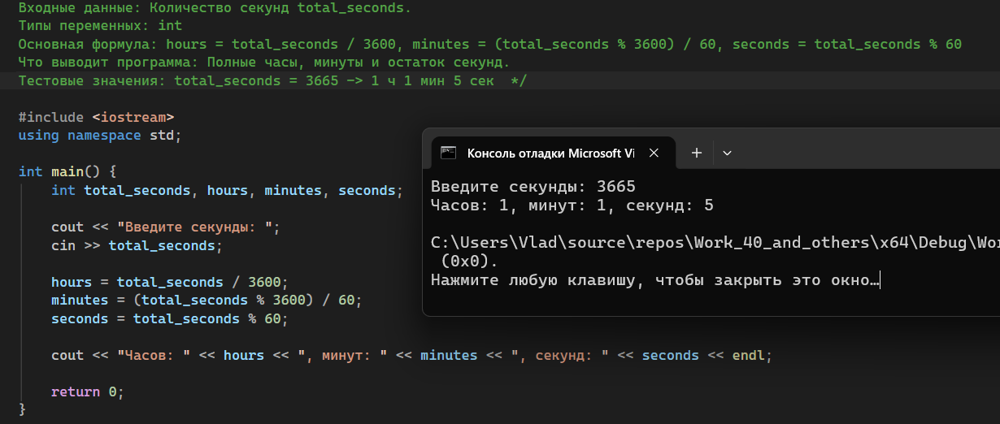 Входные данные: Количество секунд total_seconds.
Типы переменных: int
Основная формула: hours = total_seconds / 3600, minutes = (total_seconds % 3600) / 60, seconds = total_seconds % 60
Что выводит программа: Полные часы, минуты и остаток секунд.
Тестовые значения: total_seconds = 3665 -> 1 ч 1 мин 5 сек  */
#include <iostream>
using namespace std;
int main() {
int total_seconds, hours, minutes, seconds;
cout << "Введите секунды: ";
cin >> total_seconds;
hours = total_seconds / 3600;
minutes = (total_seconds % 3600) / 60;
seconds = total_seconds % 60;
cout << "Часов: " << hours << ", минут: " << minutes << ", секунд: " << seconds << endl;
return 0;
}
Консоль отладки Microsoft Vi
Введите секунды: 3665
Часов: 1, минут: 1, секунд: 5
C:\Users\Vlad\source\repos\Work_40_and_others\x64\Debug\Wor
(0x0).
Нажмите любую клавишу, чтобы закрыть это окно…